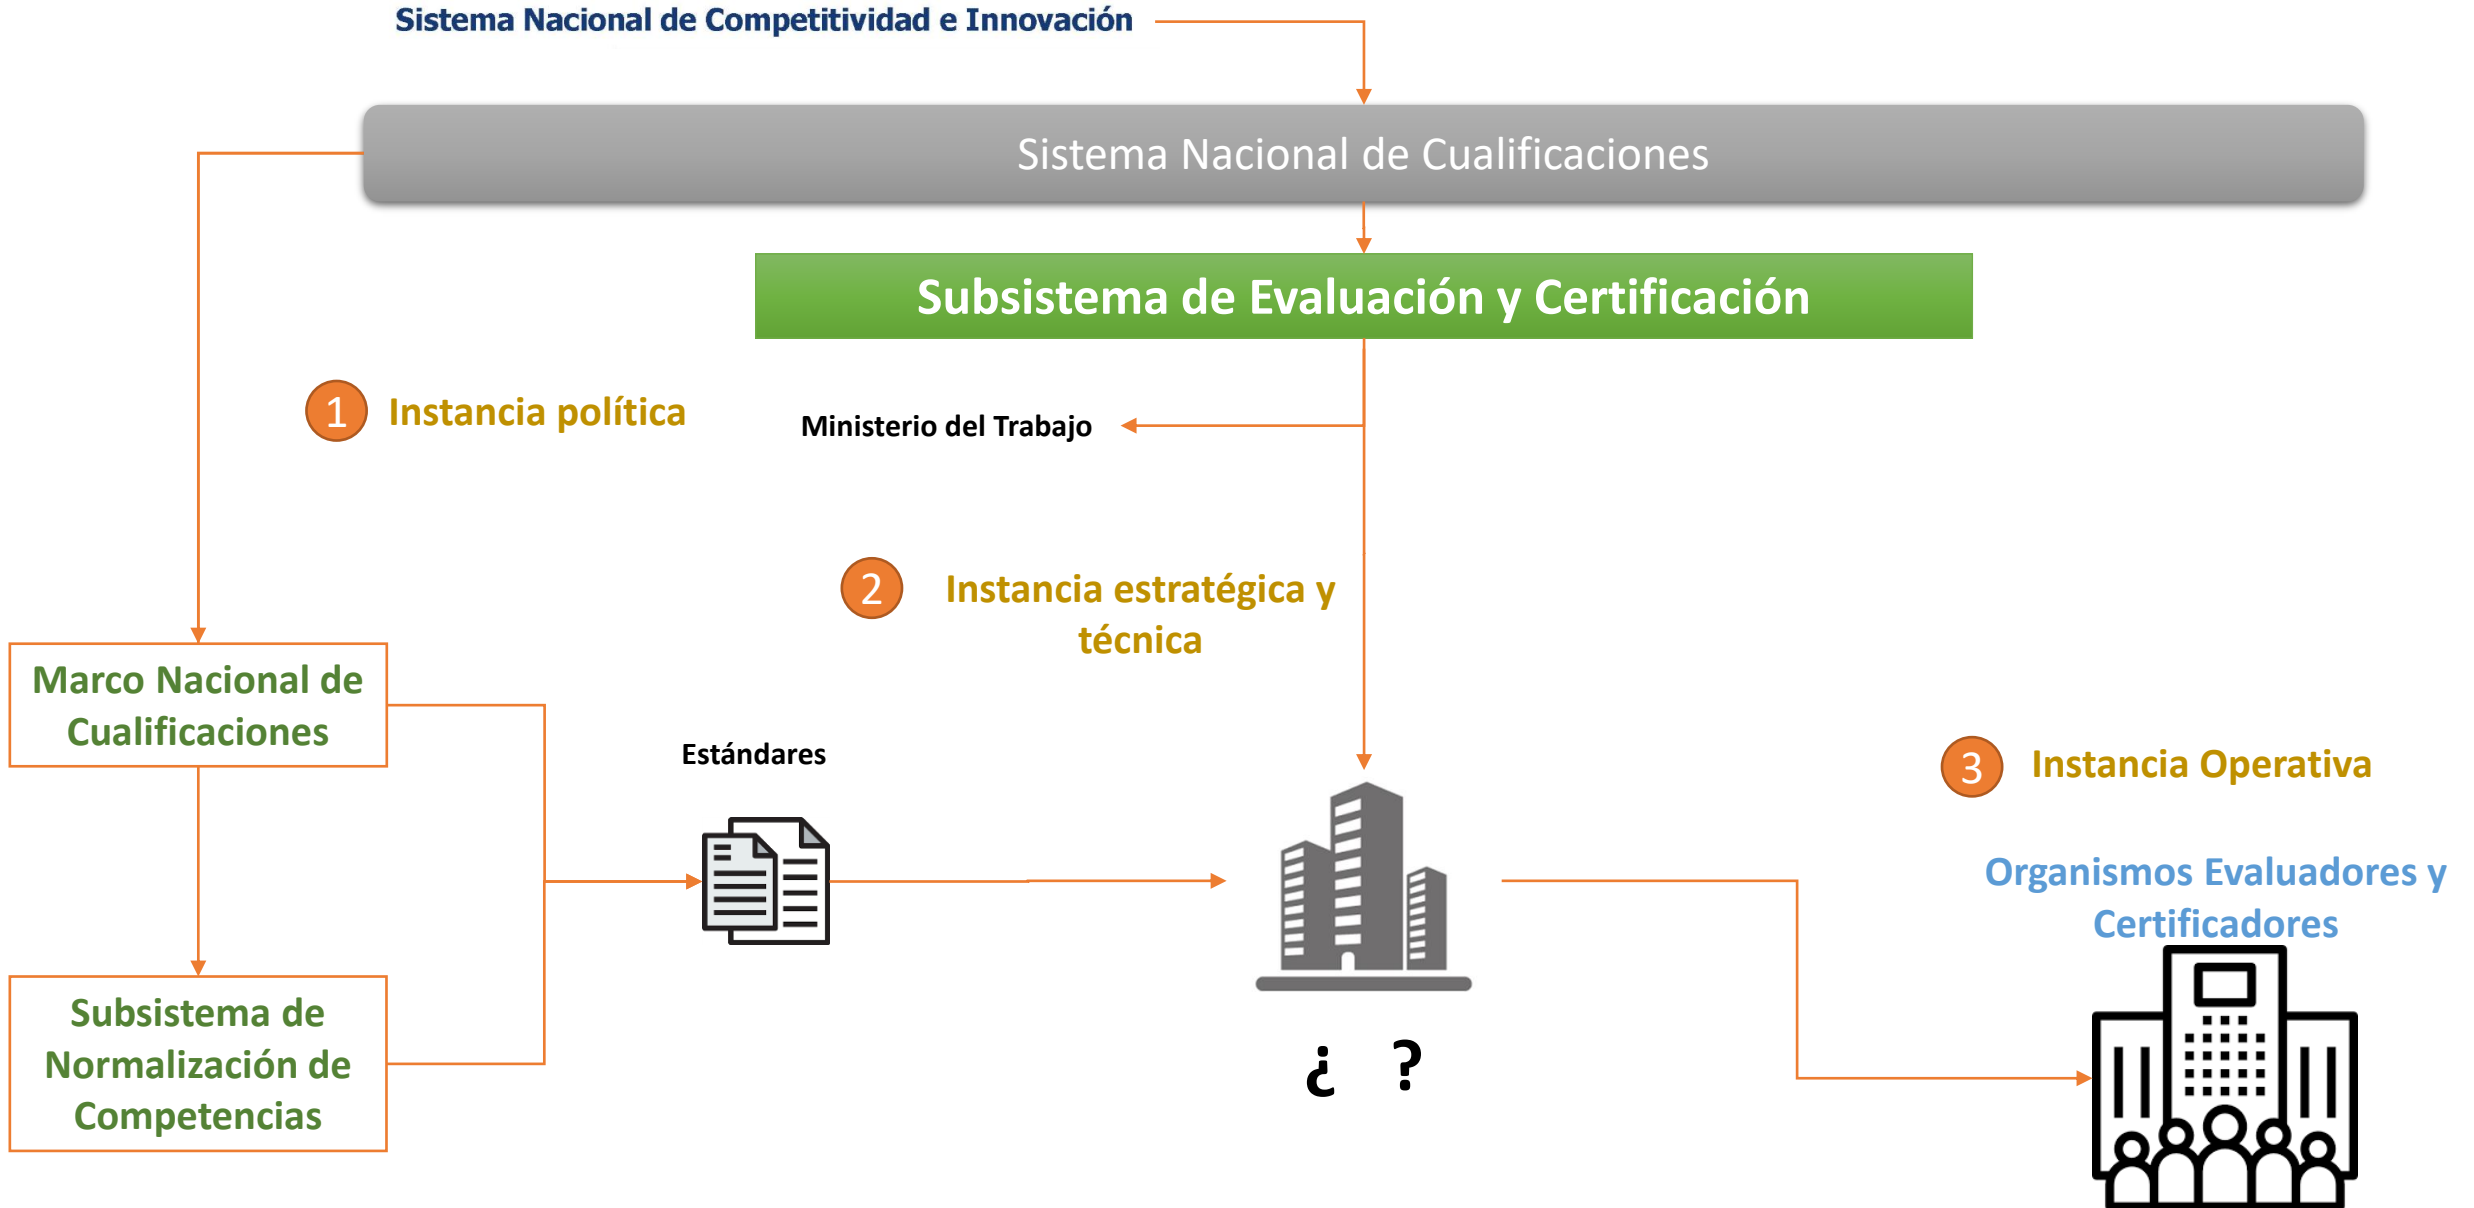 Sistema Nacional de Competitividad e Innovación
Sistema Nacional de Cualificaciones
Subsistema de Evaluación y Certificación
1
Instancia política
Ministerio del Trabajo
2
Instancia estratégica y
técnica
Marco Nacional de
Cualificaciones
Estándares
3
Instancia Operativa
Organismos Evaluadores y
Certificadores
Subsistema de
Normalización de
Competencias
¿ ?